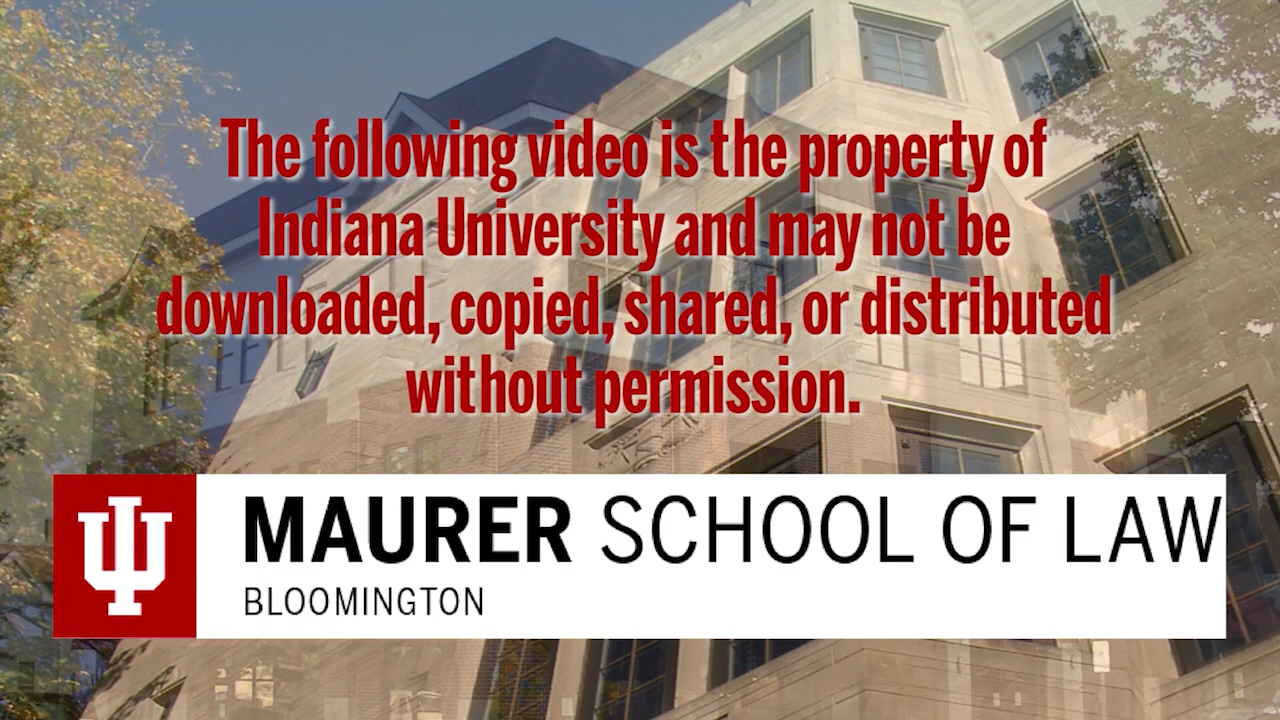 The following video is the property of
Indiana University and may not be
downloaded, copied, shared, or distributed
without permission.
MAURER SCHOOL OF LAW
BLOOMINGTON